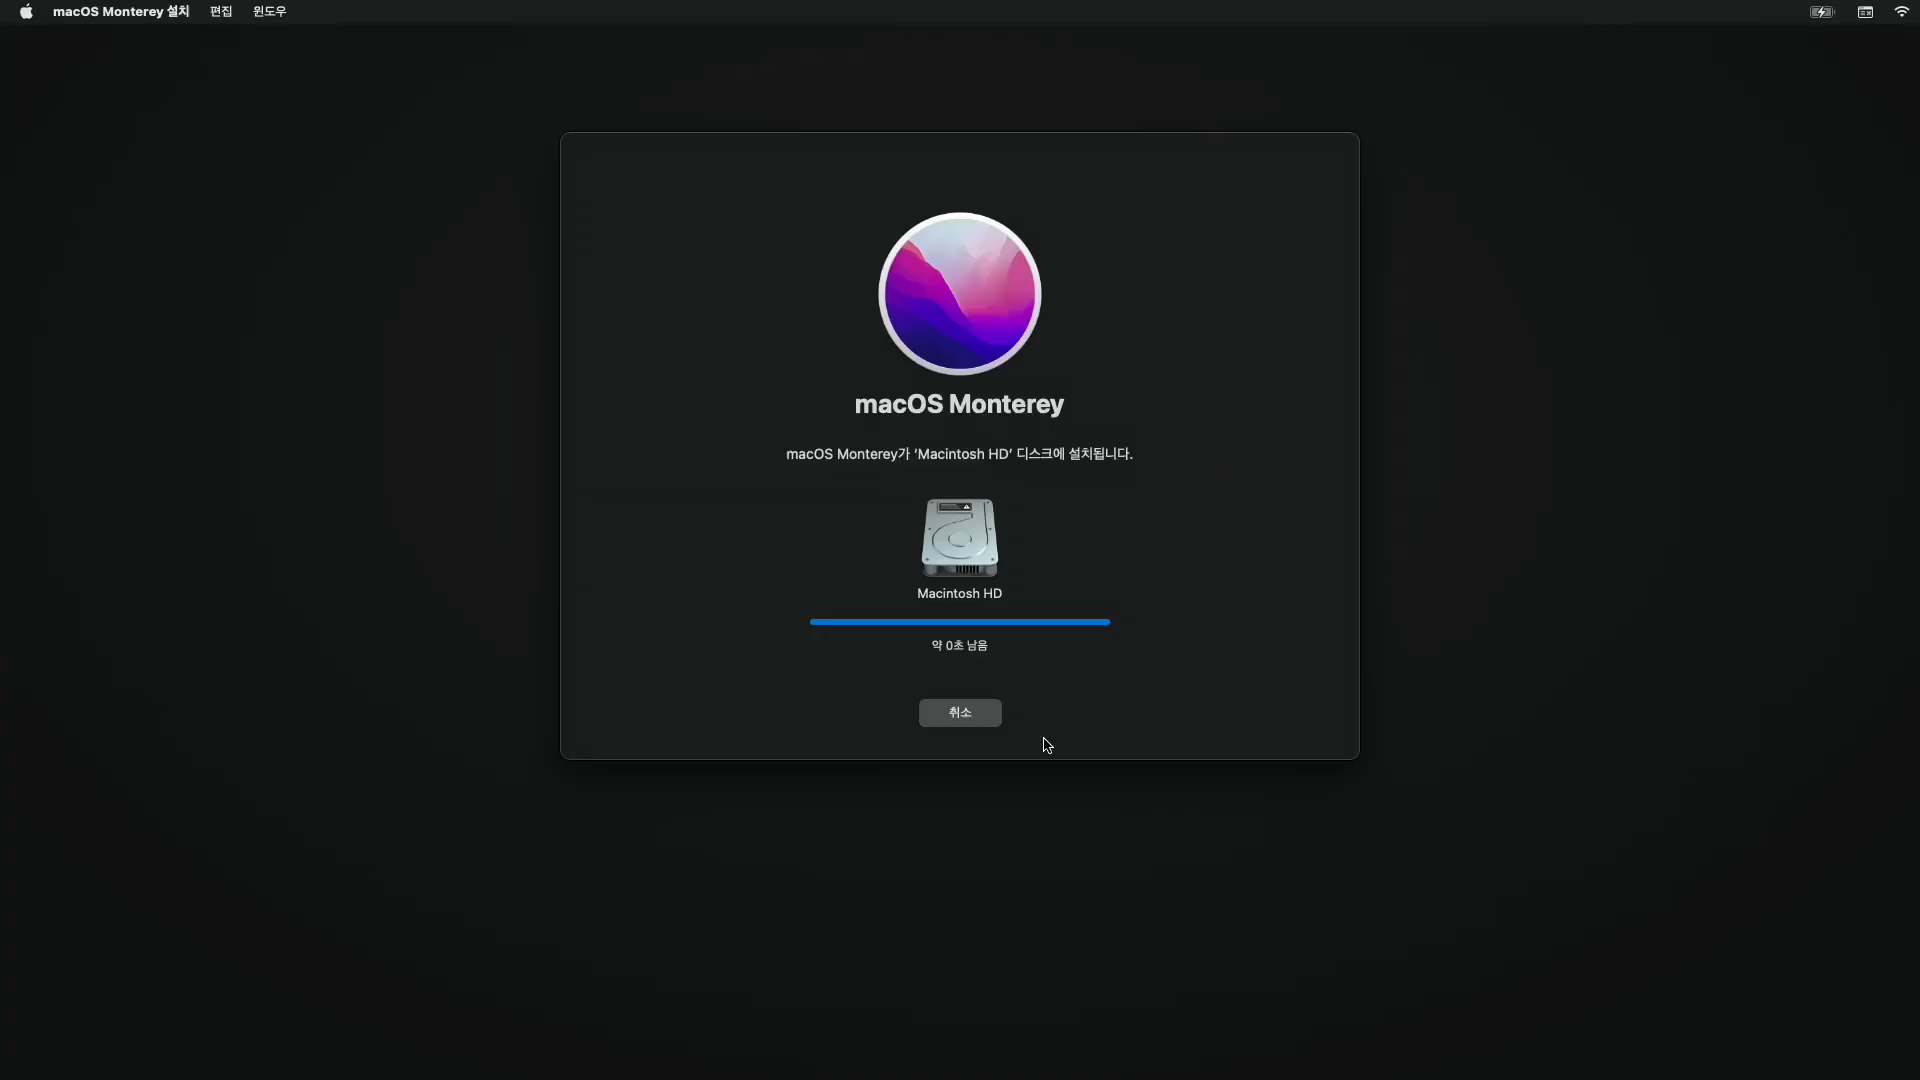 macOS Monterey 설치 편집 윈도우
macOS Monterey
macOS Monterey가 ‘Macintosh HD’ 디스크에 설치됩니다.
Macintosh HD
약 0초 남음
취소